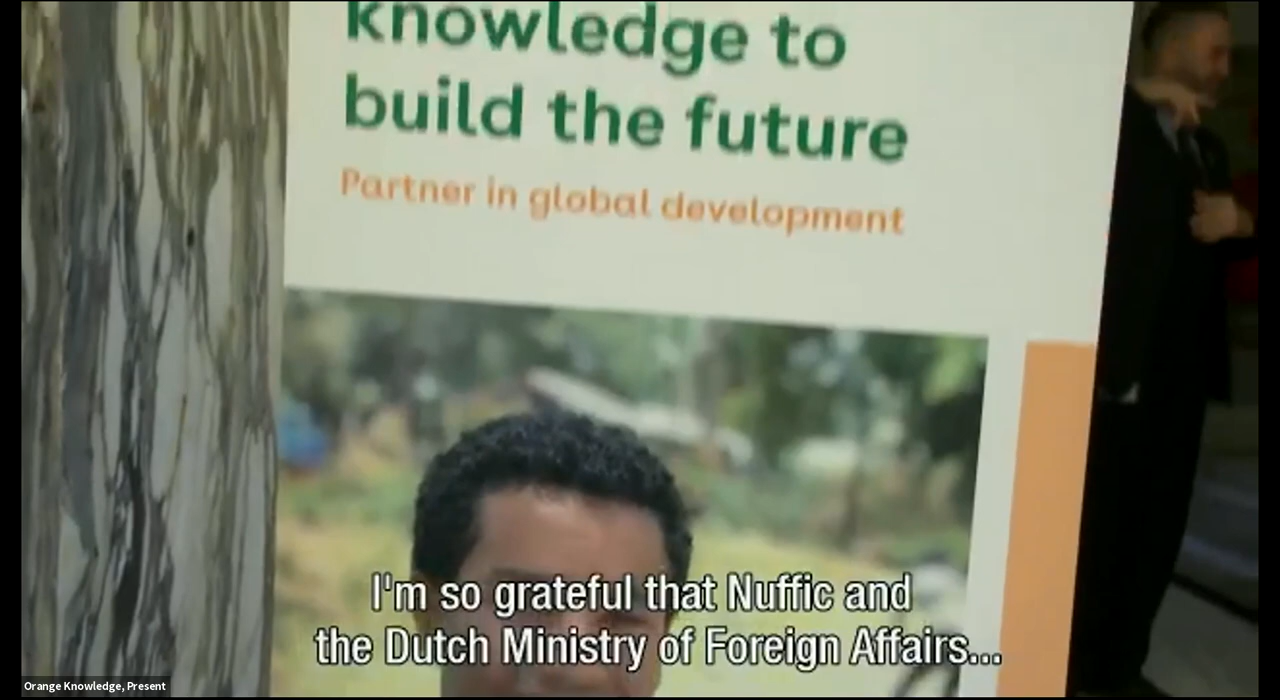 knowledge to
build the future
Partner in global development
I'm so grateful that Nuffic and
the Dutch Ministry of Foreign Affairs...
Orange Knowledge, Present